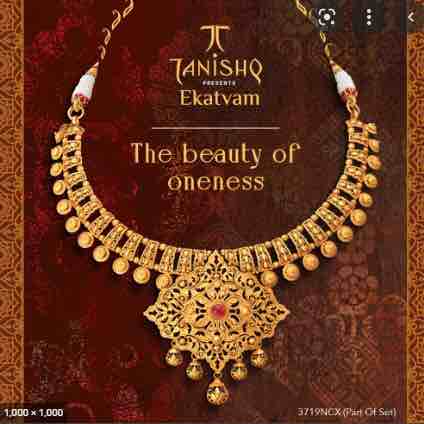 TANISHQ
PRESENTS
Ekatvam
The beauty of
oneness
1,000 × 1,000
3719NCX (Part Of Set)